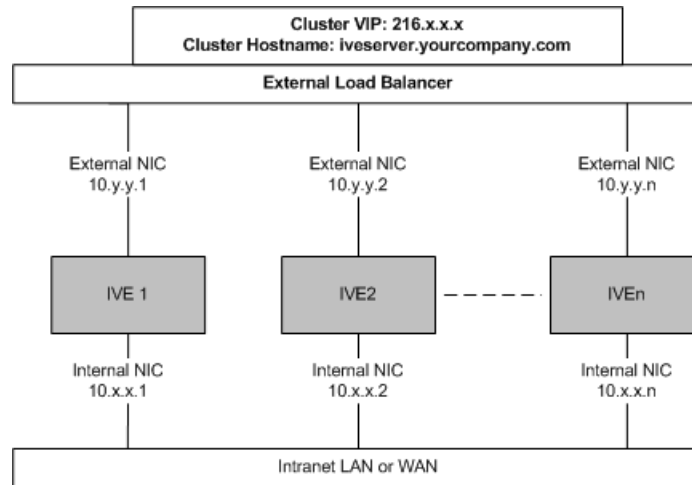 Cluster VIP: 216.x.x.x
Cluster Hostname: iveserver.yourcompany.com
External Load Balancer
External NIC
10.y.y.1
External NIC
10.y.y.2
External NIC
10.y.y.n
IVE 1
IVE2
IVEn
Internal NIC
10.x.x.1
Internal NIC
10.x.x.2
Internal NIC
10.x.x.n
Intranet LAN or WAN